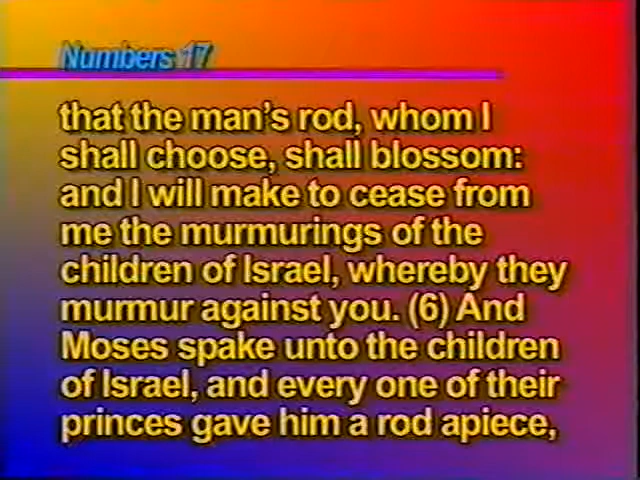 Numbers 17
that the man's rod, whom I
shall choose, shall blossom:
and I will make to cease from
me the murmurings of the
children of Israel, whereby they
murmur against you. (6) And
Moses spake unto the children
of Israel, and every one of their
princes gave him a rod apiece,